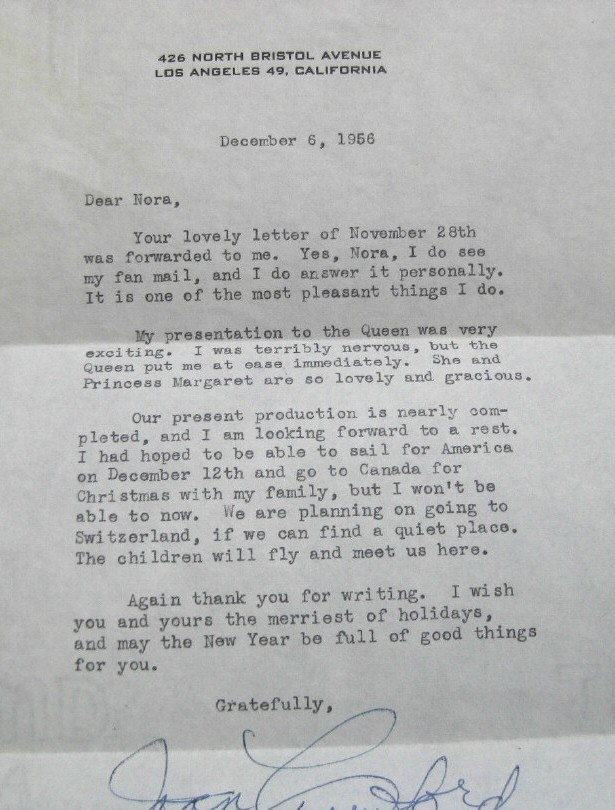 426 NORTH BRISTOL AVENUE
LOS ANGELES 49, CALIFORNIA
December 6, 1956
Dear Nora,
Your lovely letter of November 28th
was forwarded to me. Yes, Nora, I do see
my fan mail, and I do answer it personally.
It is one of the most pleasant things I do.
My presentation to the Queen was very
exciting. I was terribly nervous, but the
Queen put me at ease immediately. She and
Princess Margaret are so lovely and gracious.
Our present production is nearly com-
pleted, and I am looking forward to a rest.
I had hoped to be able to sail for America
on December 12th and go to Canada for
Christmas with my family, but I won't be
able to now. We are planning on going to
Switzerland, if we can find a quiet place.
The children will fly and meet us here.
Again thank you for writing. I wish
you and yours the merriest of holidays,
and may the New Year be full of good things
for you.
Gratefully,
Joan Crawford